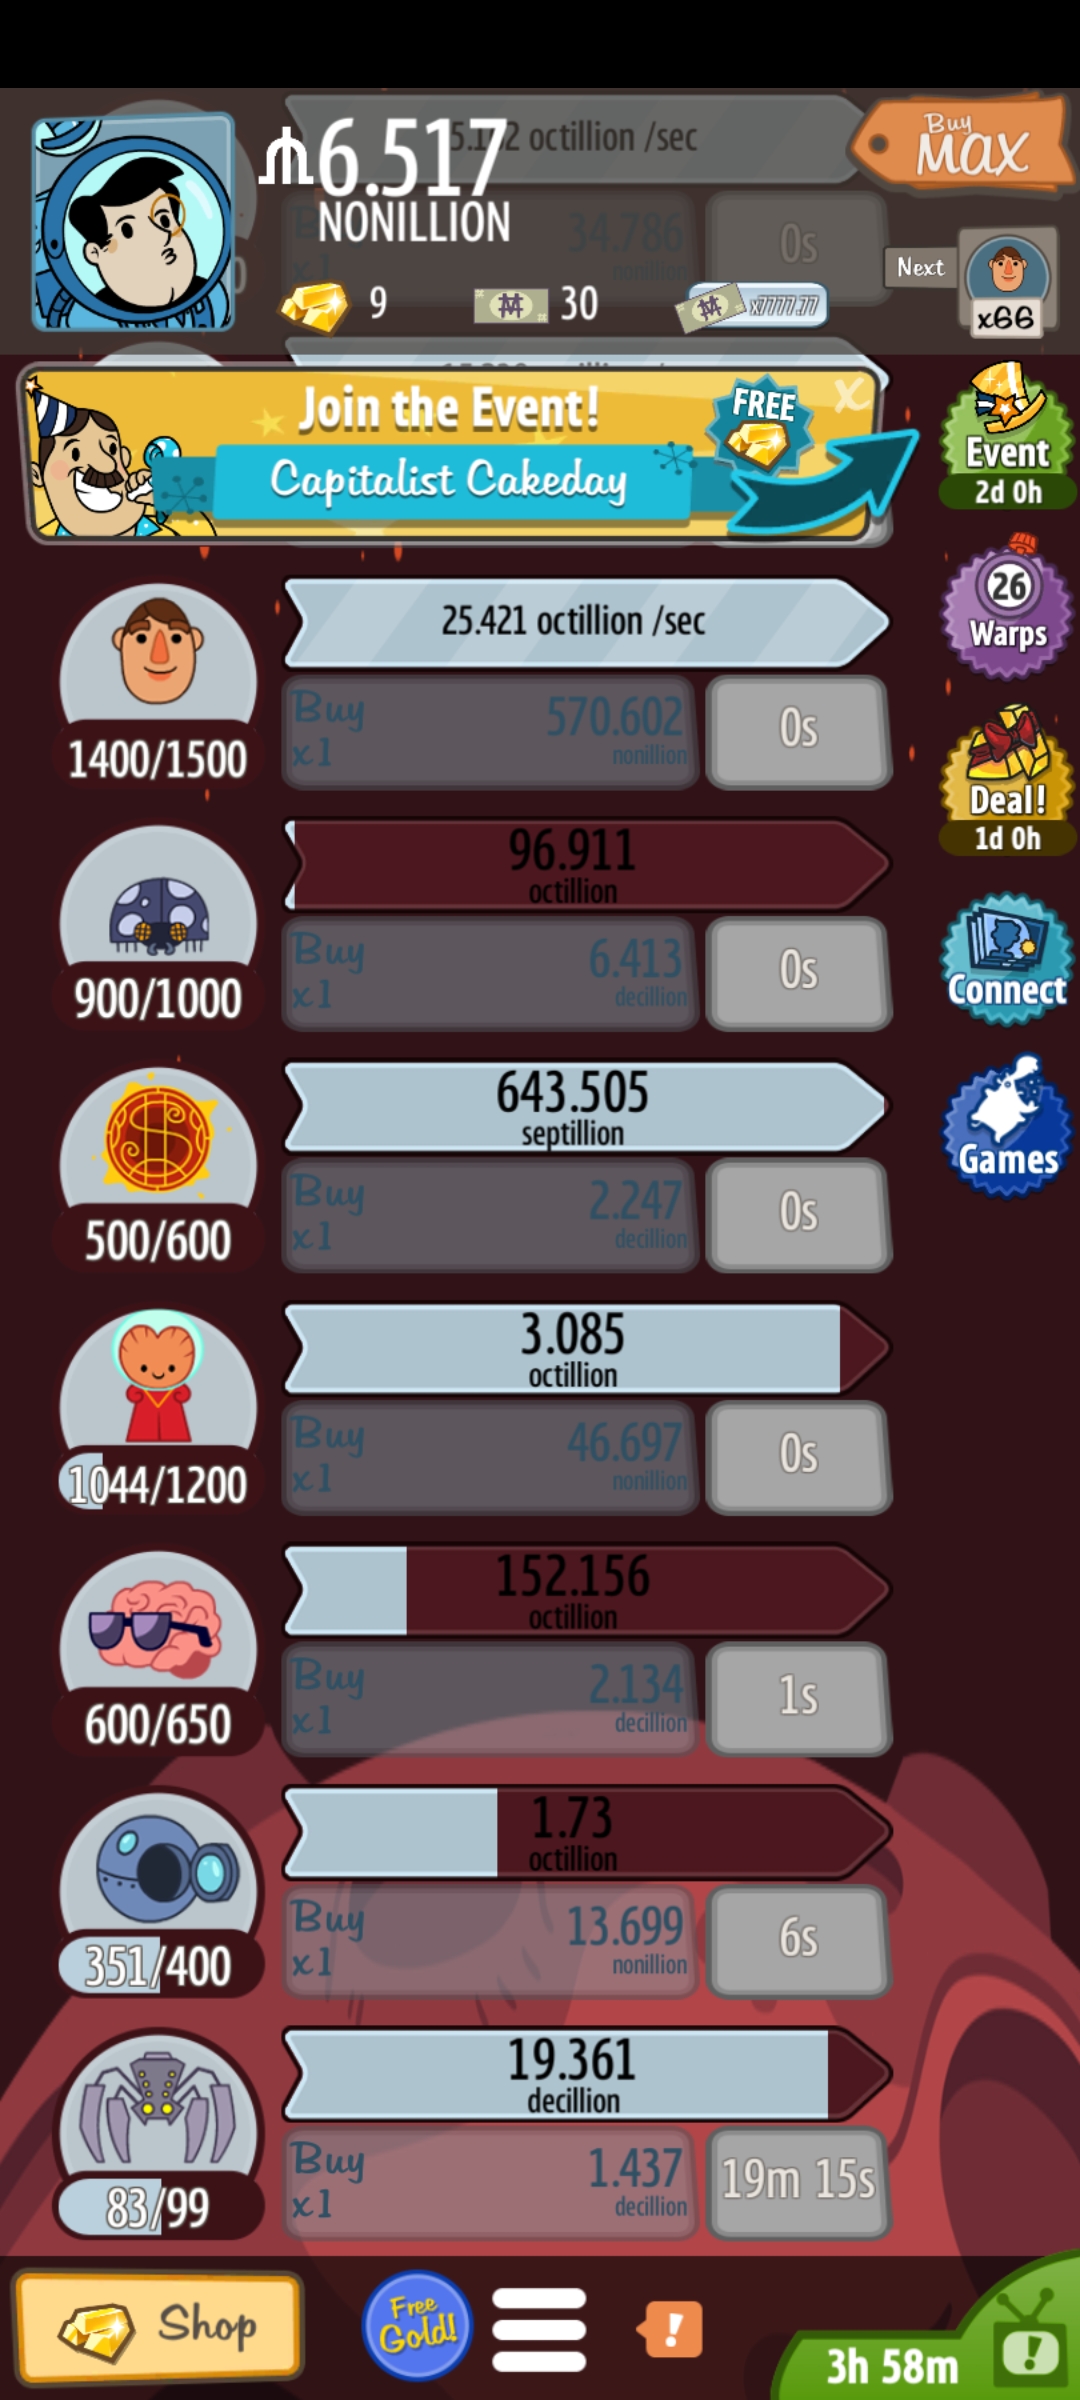 6.517
NONILLION
octillion /sec
Buy
MAX
34.786
nonillion
0s
x1
9
30
x7777.77
Next
x66
Join the Event!
FREE
x
Capitalist Cakeday
Event
2d 0h
25.421 octillion /sec
26
Warps
1400/1500
Buy
x1
570.602
nonillion
0s
Deal!
1d 0h
96.911
octillion
900/1000
Buy
x1
6.413
decillion
0s
Connect
643.505
septillion
500/600
Buy
x1
2.247
decillion
0s
Games
3.085
octillion
1044/1200
Buy
x1
46.697
nonillion
0s
152.156
octillion
600/650
Buy
x1
2.134
decillion
1s
1.73
octillion
351/400
Buy
x1
13.699
nonillion
6s
19.361
decillion
83/99
Buy
x1
1.437
decillion
19m 15s
Shop
Free
Gold!
!
3h 58m
!